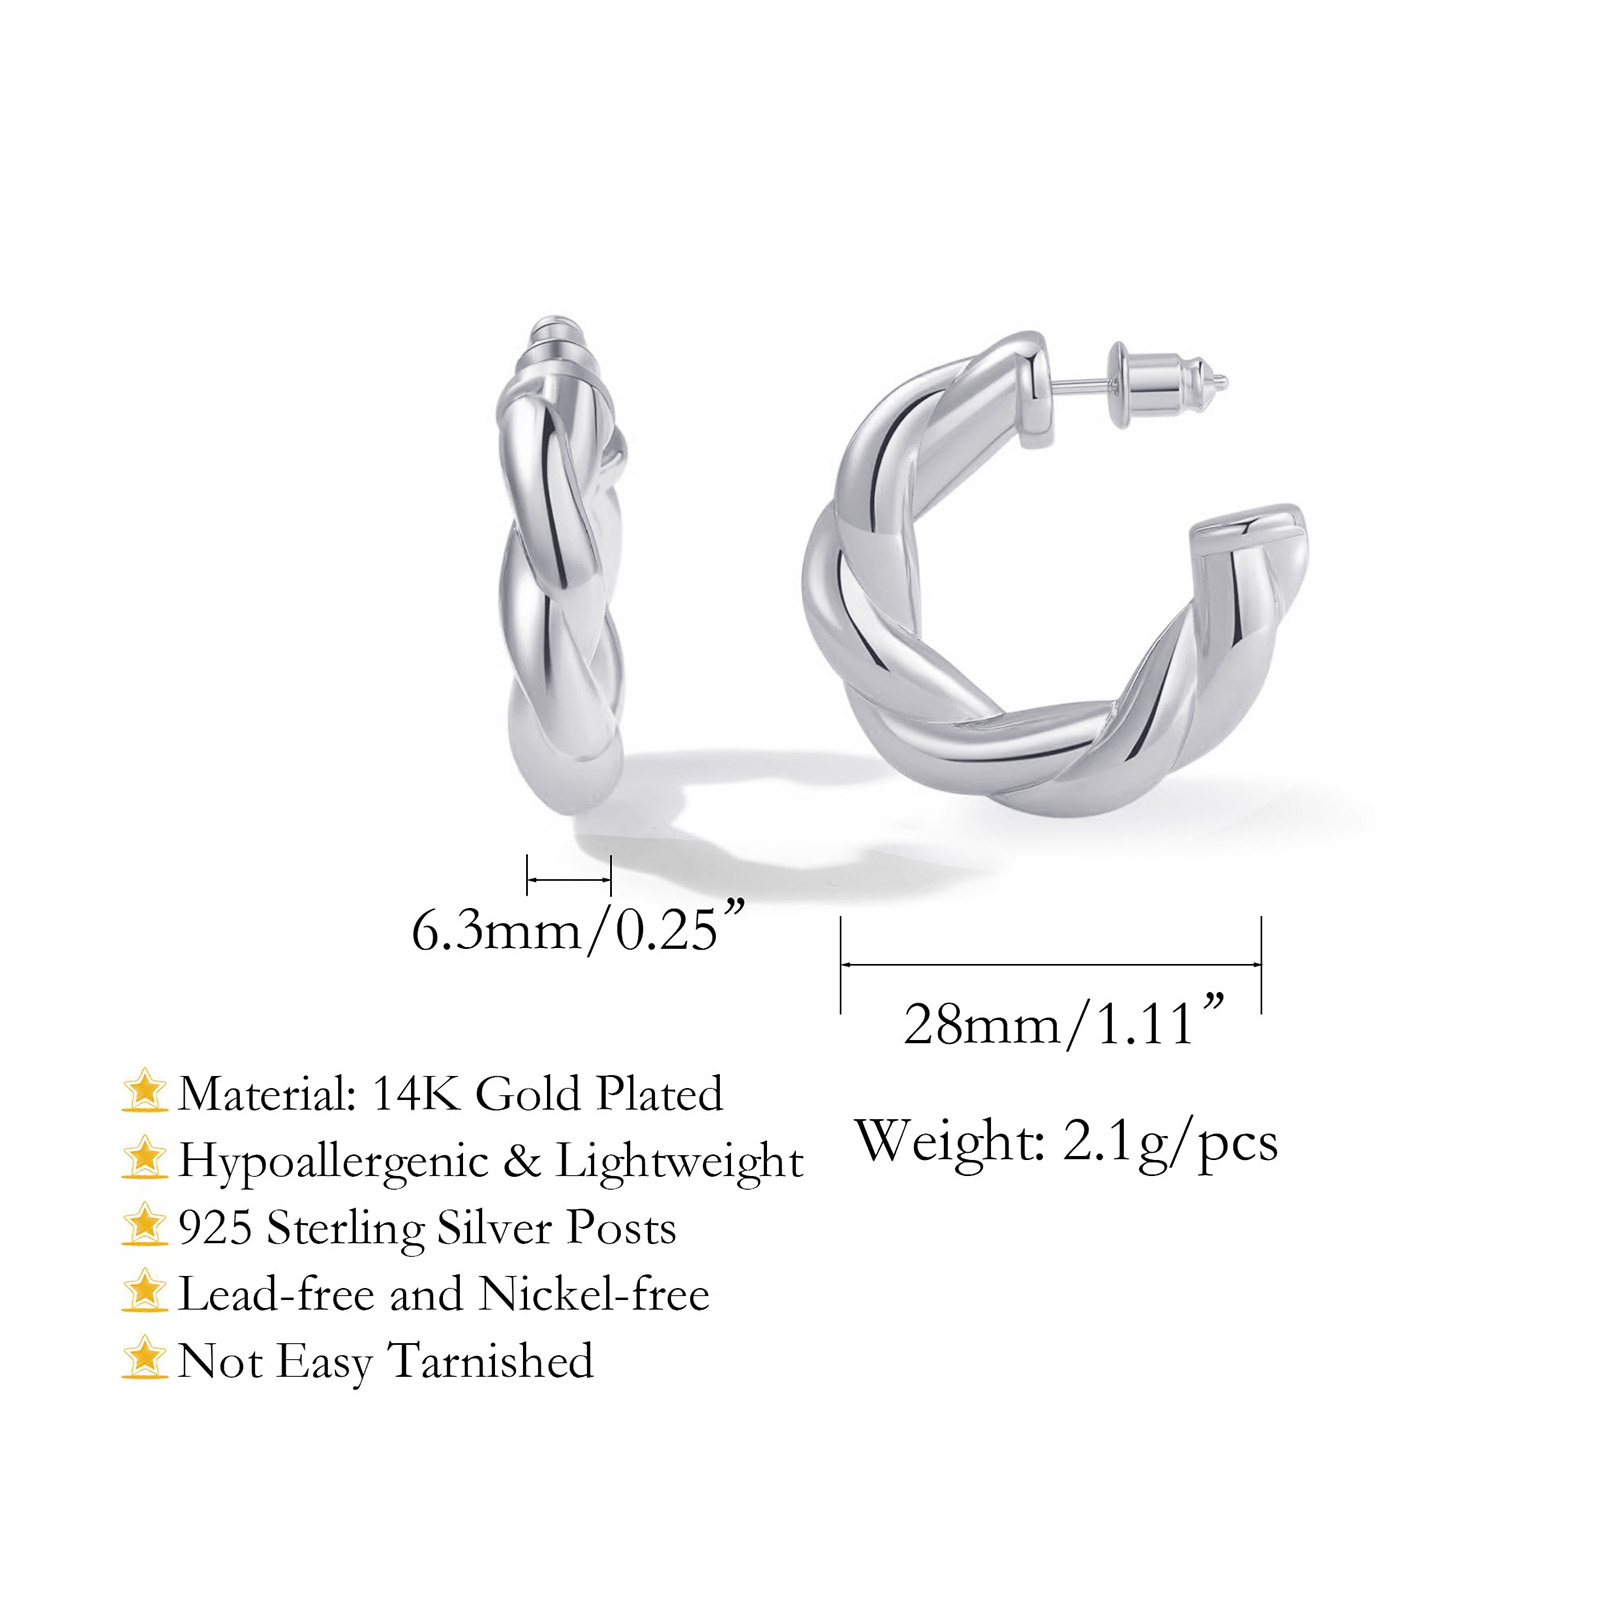 6.3mm/0.25”
28mm/1.11”
Material: 14K Gold Plated
Hypoallergenic & Lightweight
925 Sterling Silver Posts
Lead-free and Nickel-free
Not Easy Tarnished
Weight: 2.1g/pcs